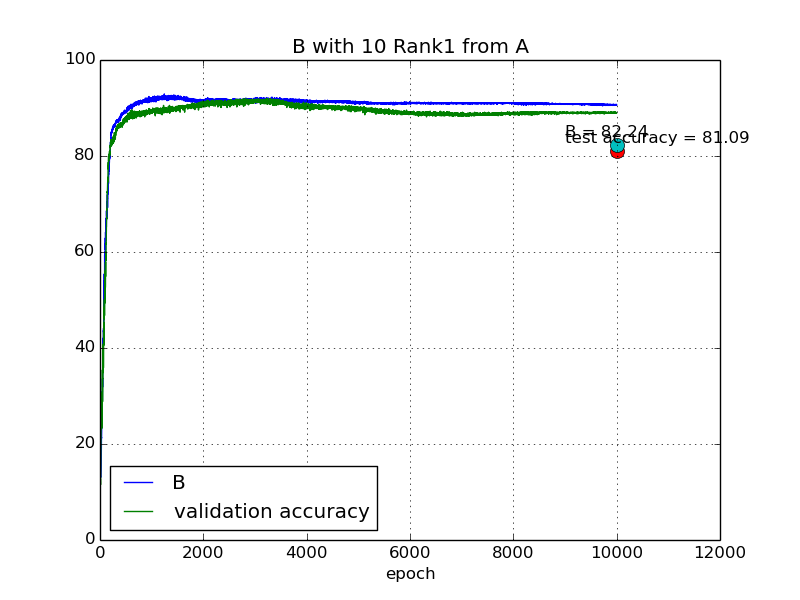 B with 10 Rank1 from A
100
80
60
40
20
0
B = 82.24
test accuracy = 81.09
B
validation accuracy
0 2000 4000 6000 8000 10000 12000
epoch